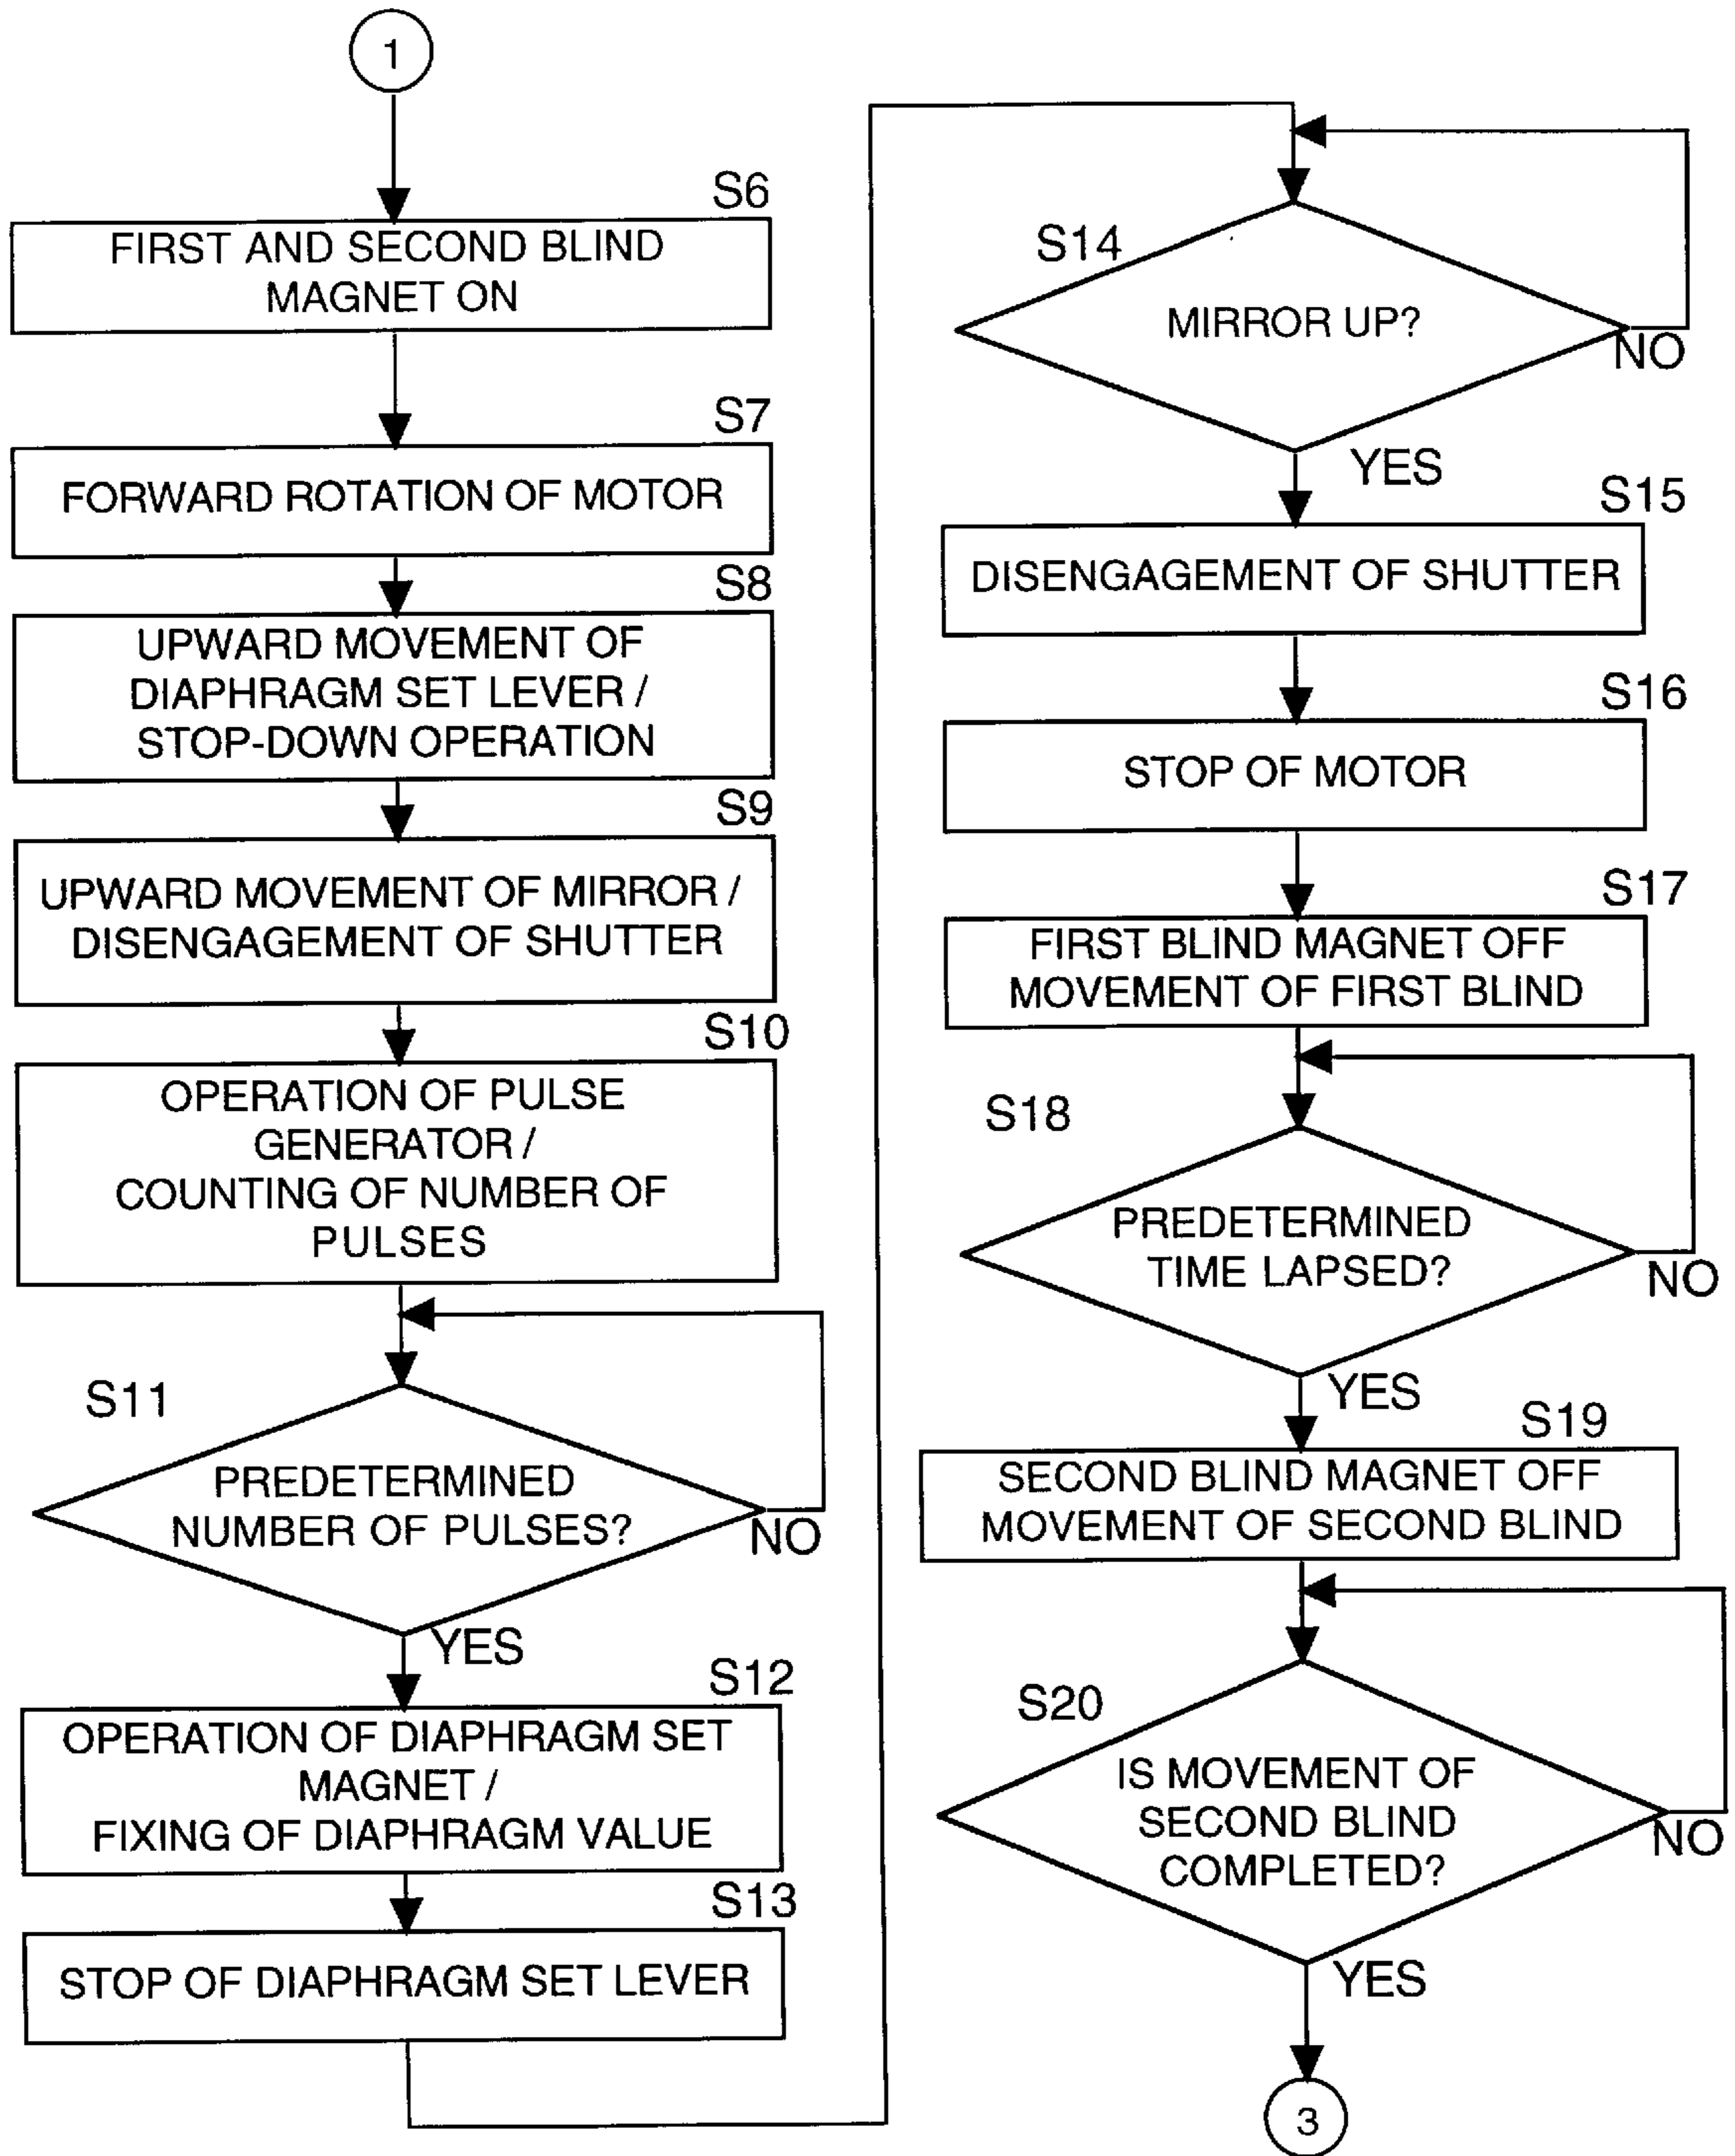 1
S6
FIRST AND SECOND BLIND
MAGNET ON
S7
FORWARD ROTATION OF MOTOR
S8
UPWARD MOVEMENT OF
DIAPHRAGM SET LEVER /
STOP-DOWN OPERATION
S9
UPWARD MOVEMENT OF MIRROR /
DISENGAGEMENT OF SHUTTER
S10
OPERATION OF PULSE
GENERATOR /
COUNTING OF NUMBER OF
PULSES
S11
PREDETERMINED
NUMBER OF PULSES?
NO
YES
S12
OPERATION OF DIAPHRAGM SET
MAGNET /
FIXING OF DIAPHRAGM VALUE
S13
STOP OF DIAPHRAGM SET LEVER
S14
MIRROR UP?
NO
YES
S15
DISENGAGEMENT OF SHUTTER
S16
STOP OF MOTOR
S17
FIRST BLIND MAGNET OFF
MOVEMENT OF FIRST BLIND
S18
PREDETERMINED
TIME LAPSED?
NO
YES
S19
SECOND BLIND MAGNET OFF
MOVEMENT OF SECOND BLIND
S20
IS MOVEMENT OF
SECOND BLIND
COMPLETED?
NO
YES
3